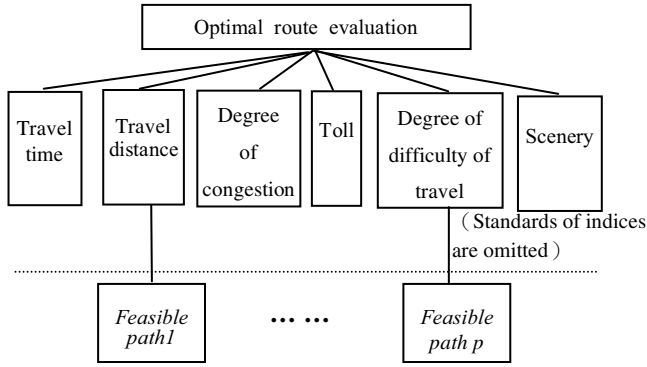 Optimal route evaluation
Travel
time
Travel
distance
Degree
of
congestion
Toll
Degree of
difficulty of
travel
Scenery
（Standards of indices
are omitted）
Feasible
path1
... ...
Feasible
path p